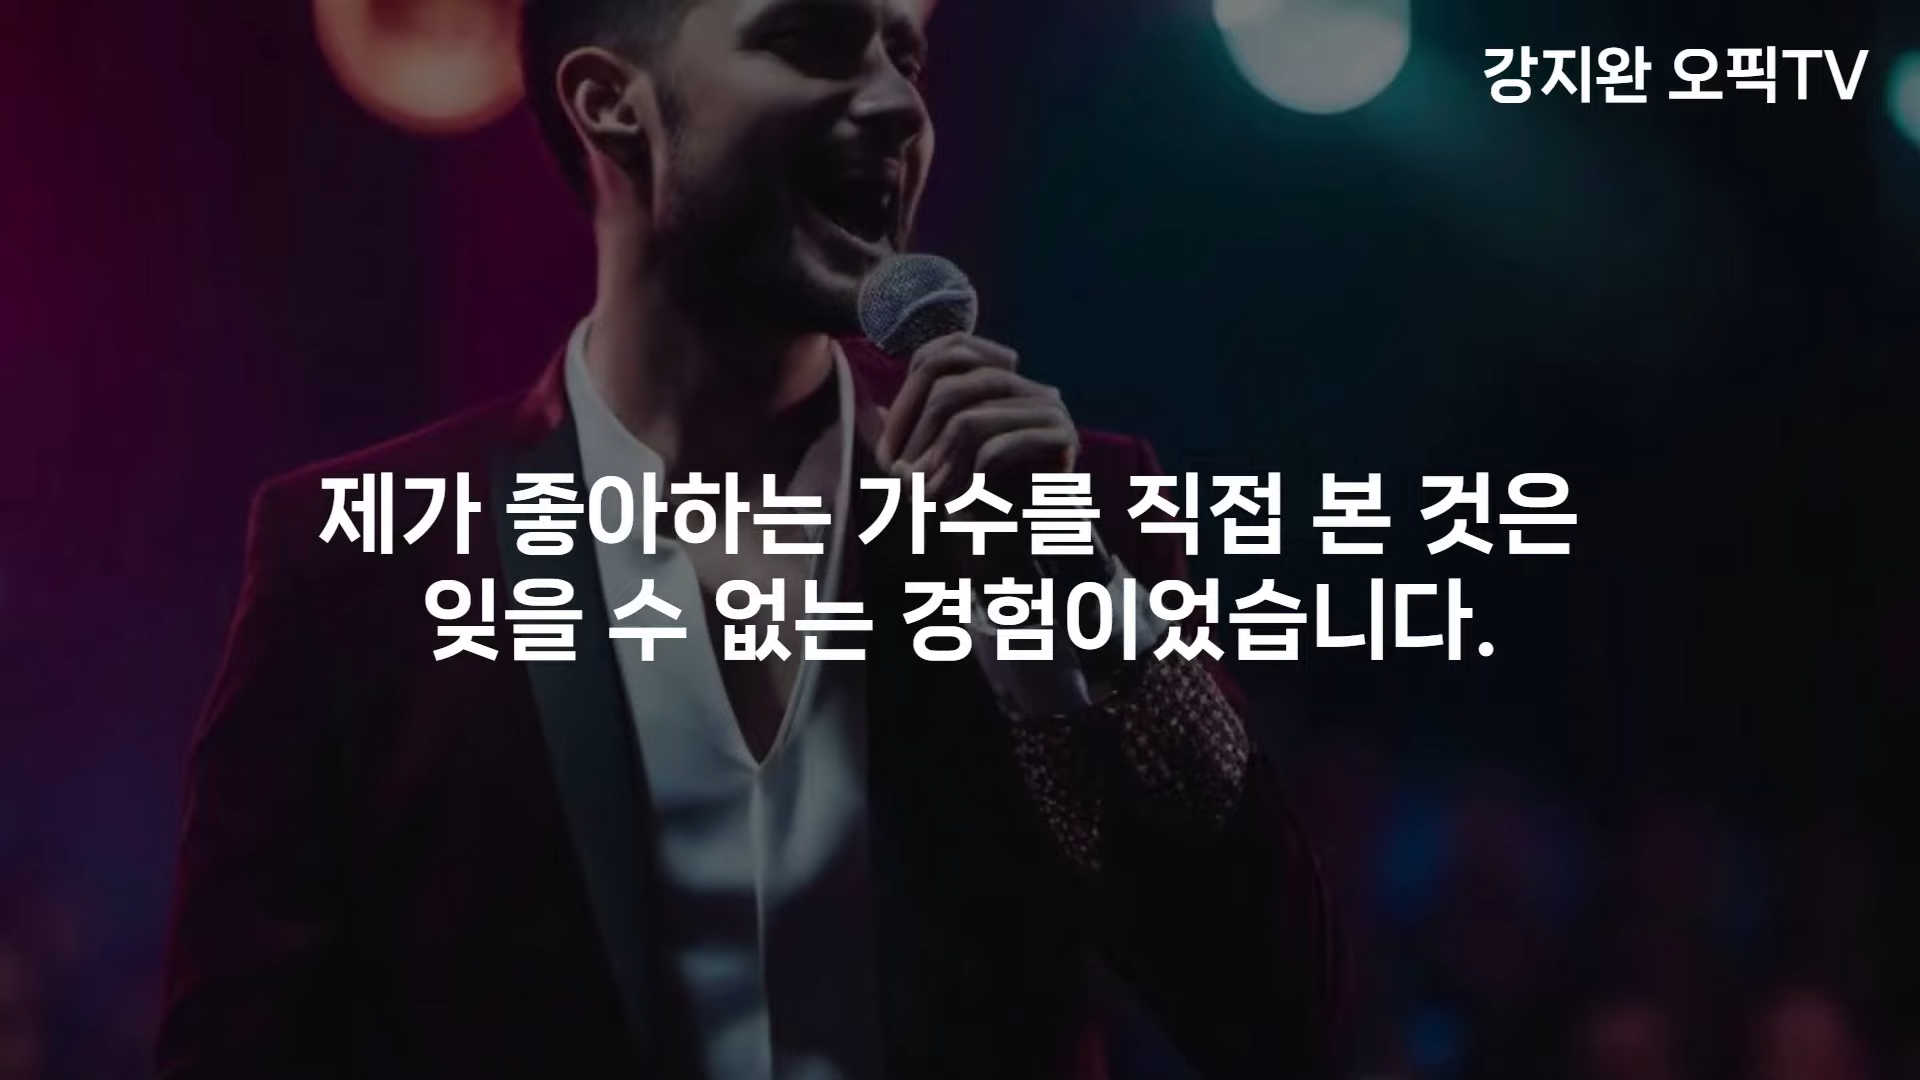 강지완 오픽TV
제가 좋아하는 가수를 직접 본 것은
잊을 수 없는 경험이었습니다.